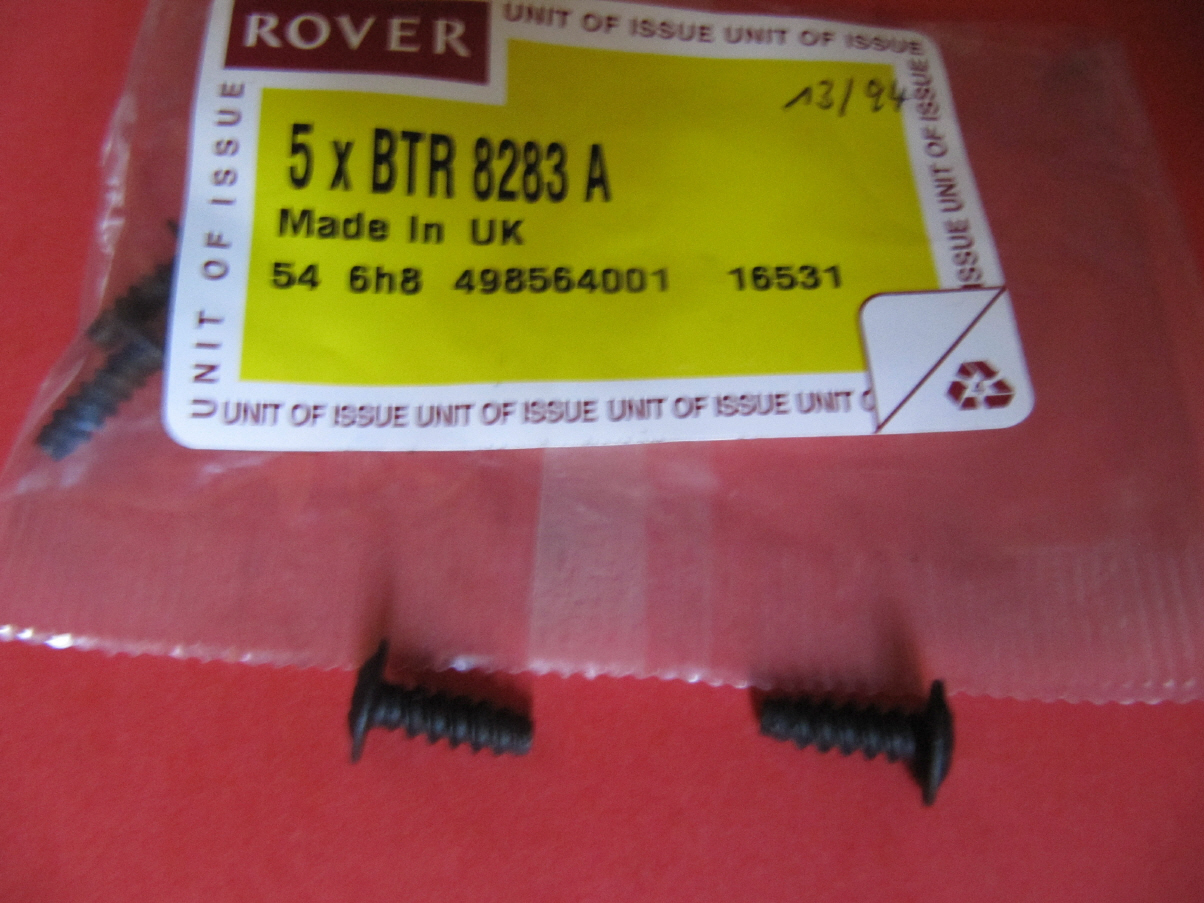 ROVER
UNIT OF ISSUE UNIT OF ISSUE
13/94
5 x BTR 8283 A
Made In UK
54 6h8 498564001 16531
UNIT OF ISSUE
ISSUE UNIT OF ISSUE
UNIT OF ISSUE UNIT OF ISSUE UNIT OF ISSUE UNIT O
4